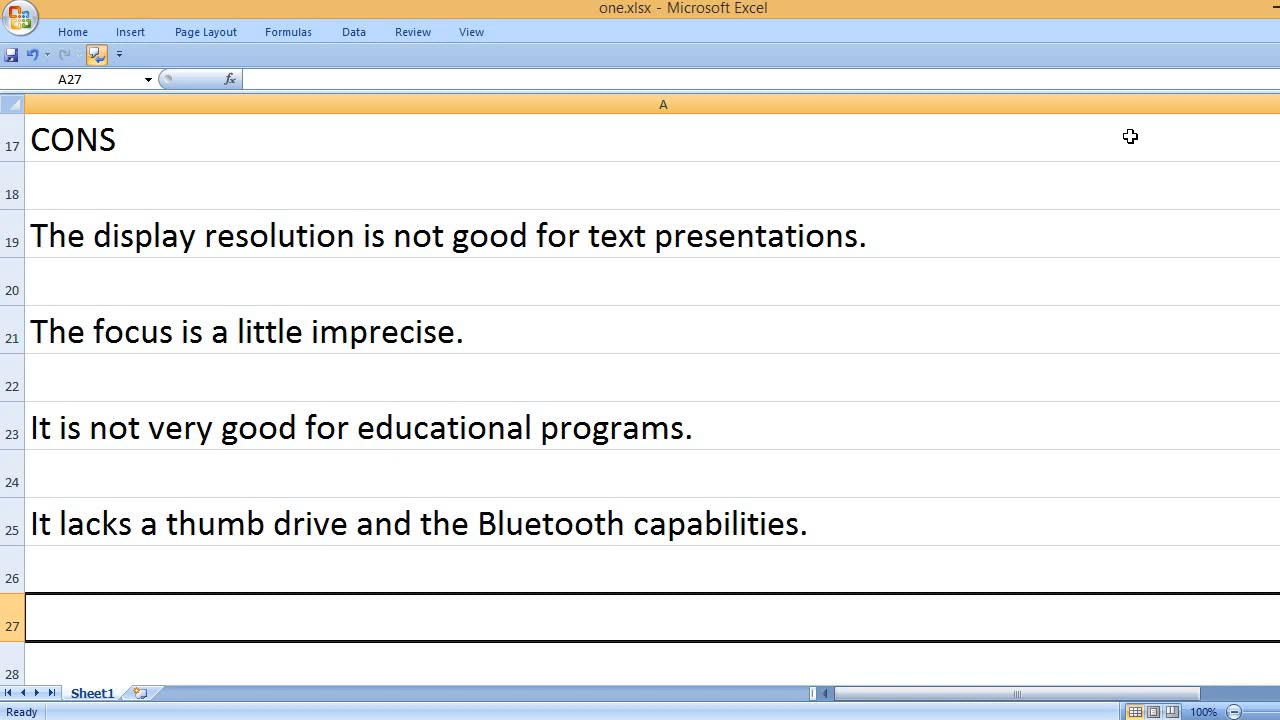 one.xlsx - Microsoft Excel
Home Insert Page Layout Formulas Data Review View
A27 fx
A
17 CONS
18
19 The display resolution is not good for text presentations.
20
21 The focus is a little imprecise.
22
23 It is not very good for educational programs.
24
25 It lacks a thumb drive and the Bluetooth capabilities.
26
27
28
Sheet1
Ready 100%